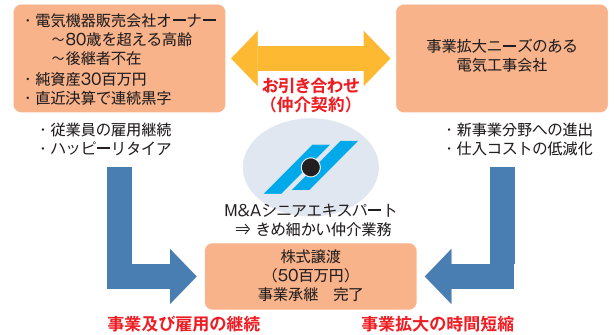 ・電気機器販売会社オーナー
～80歳を超える高齢
～後継者不在
・純資産30百万円
・直近決算で連続黒字
お引き合わせ
（仲介契約）
事業拡大ニーズのある
電気工事会社
・従業員の雇用継続
・ハッピーリタイア
・新事業分野への進出
・仕入コストの低減化
M&Aシニアエキスパート
⇒ きめ細かい仲介業務
株式譲渡
（50百万円）
事業承継　完了
事業及び雇用の継続
事業拡大の時間短縮